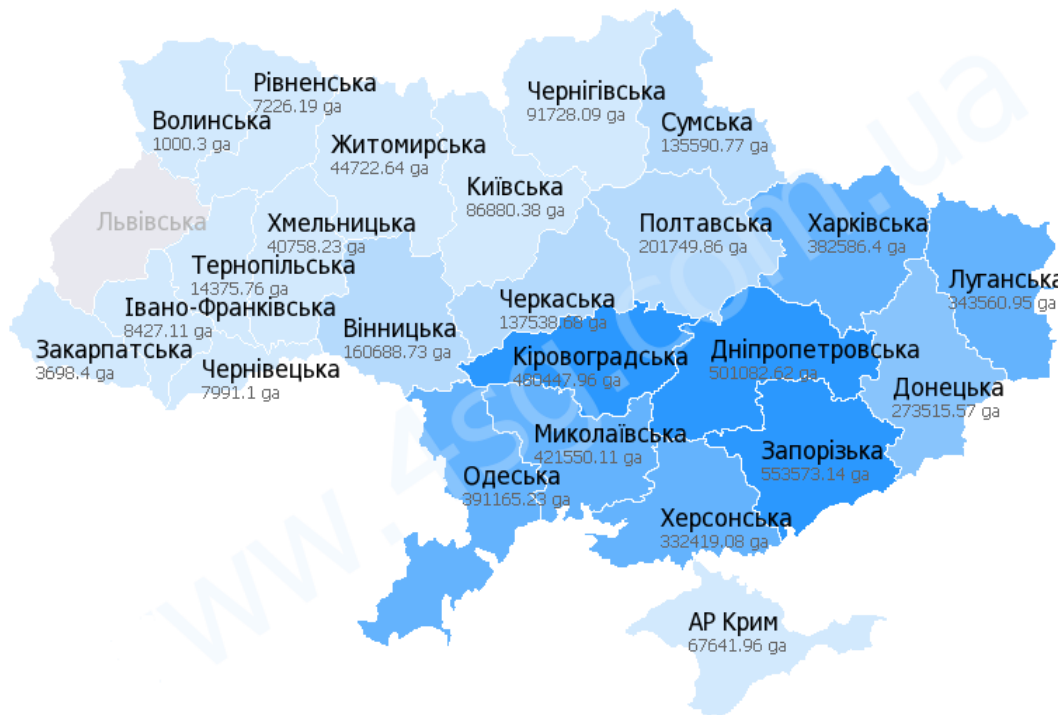 Рівненська
7226.19 ga
Чернігівська
91728.09 ga
Волинська
1000.3 ga
Сумська
135590.77 ga
Житомирська
44722.64 ga
Київська
86880.38 ga
Львівська
Хмельницька
40758.23 ga
Полтавська
201749.86 ga
Харківська
382586.4 ga
Тернопільська
14375.76 ga
Луганська
343560.95 ga
Івано-Франківська
8427.11 ga
Черкаська
137538.68 ga
Вінницька
160688.73 ga
Закарпатська
3698.4 ga
Чернівецька
7991.1 ga
Кіровоградська
480447.96 ga
Дніпропетровська
501082.62 ga
Донецька
273515.57 ga
Миколаївська
421550.11 ga
Запорізька
553573.14 ga
Одеська
391165.23 ga
Херсонська
332419.08 ga
АР Крим
67641.96 ga
www.4sg.com.ua